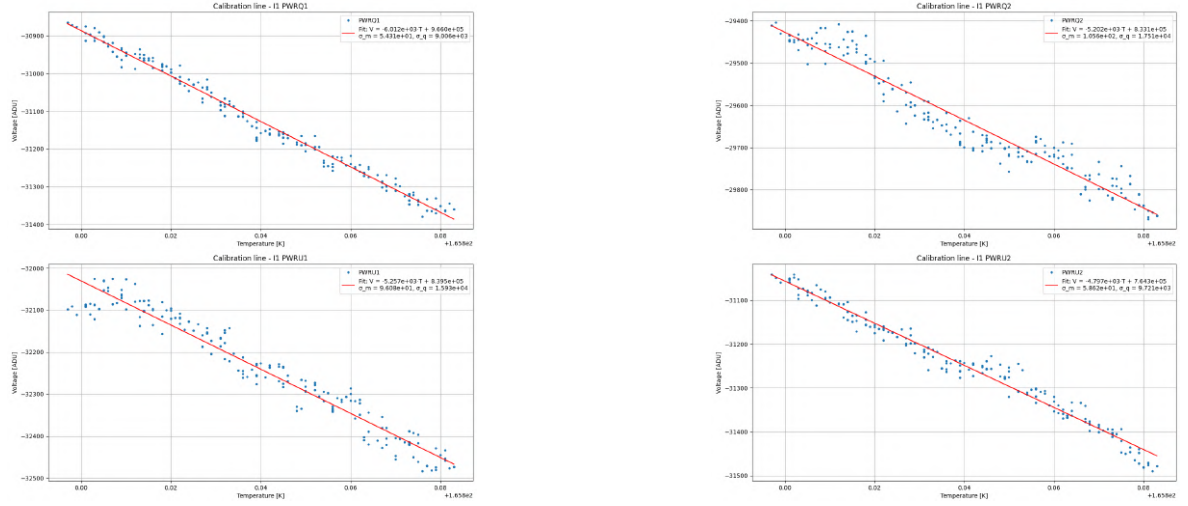 Calibration line - I1 PWRQ1
PWRQ1
Fit: V = -6.012e+03·T + 9.660e+05
σ_m = 5.431e+01, σ_q = 9.006e+03
Voltage [ADU]
−30900
−31000
−31100
−31200
−31300
−31400
0.00
0.02
0.04
0.06
0.08
+1.658e2
Temperature [K]
Calibration line - I1 PWRQ2
PWRQ2
Fit: V = -5.202e+03·T + 8.331e+05
σ_m = 1.056e+02, σ_q = 1.751e+04
Voltage [ADU]
−29400
−29500
−29600
−29700
−29800
0.00
0.02
0.04
0.06
0.08
+1.658e2
Temperature [K]
Calibration line - I1 PWRU1
PWRU1
Fit: V = -5.257e+03·T + 8.395e+05
σ_m = 9.608e+01, σ_q = 1.593e+04
Voltage [ADU]
−32000
−32100
−32200
−32300
−32400
−32500
0.00
0.02
0.04
0.06
0.08
+1.658e2
Temperature [K]
Calibration line - I1 PWRU2
PWRU2
Fit: V = -4.797e+03·T + 7.643e+05
σ_m = 5.862e+01, σ_q = 9.721e+03
Voltage [ADU]
−31100
−31200
−31300
−31400
−31500
0.00
0.02
0.04
0.06
0.08
+1.658e2
Temperature [K]